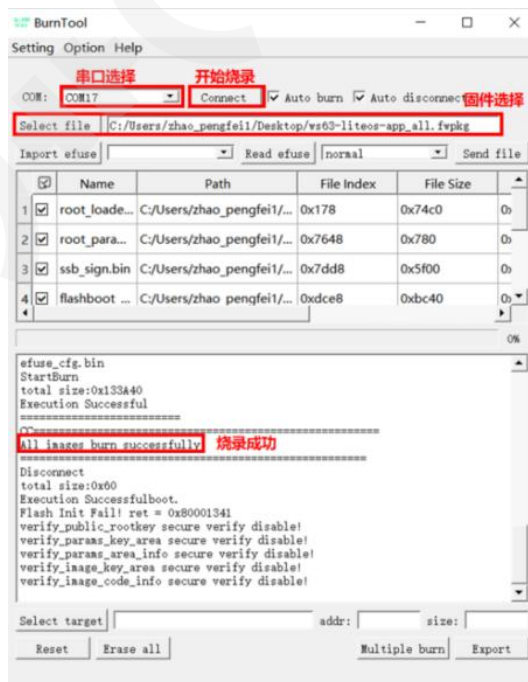 BurnTool
Setting Option Help
串口选择 开始烧录
COM: COM17 Connect Auto burn Auto disconnect 固件选择
Select file C:/Users/zhao_pengfei1/Desktop/ws63-liteos-app_all.fwpkg
Import efuse Read efuse normal Send file
Name Path File Index File Size
1 root_loade... C:/Users/zhao_pengfei1/... 0x178 0x74c0 0x
2 root_para... C:/Users/zhao_pengfei1/... 0x7648 0x780 0x
3 ssb_sign.bin C:/Users/zhao_pengfei1/... 0x7dd8 0x5f00 0x
4 flashboot ... C:/Users/zhao_pengfei1/... 0xdce8 0xbc40 0x
0%
efuse_cfg.bin
StartBurn
total size:0x133A40
Execution Successful
=========================
CC======================================================
All images burn successfully 烧录成功
======================================================
Disconnect
total size:0x60
Execution Successfulboot.
Flash Init Fail! ret = 0x80001341
verify_public_rootkey secure verify disable!
verify_params_key_area secure verify disable!
verify_params_area_info secure verify disable!
verify_image_key_area secure verify disable!
verify_image_code_info secure verify disable!
Select target addr: size:
Reset Erase all Multiple burn Export